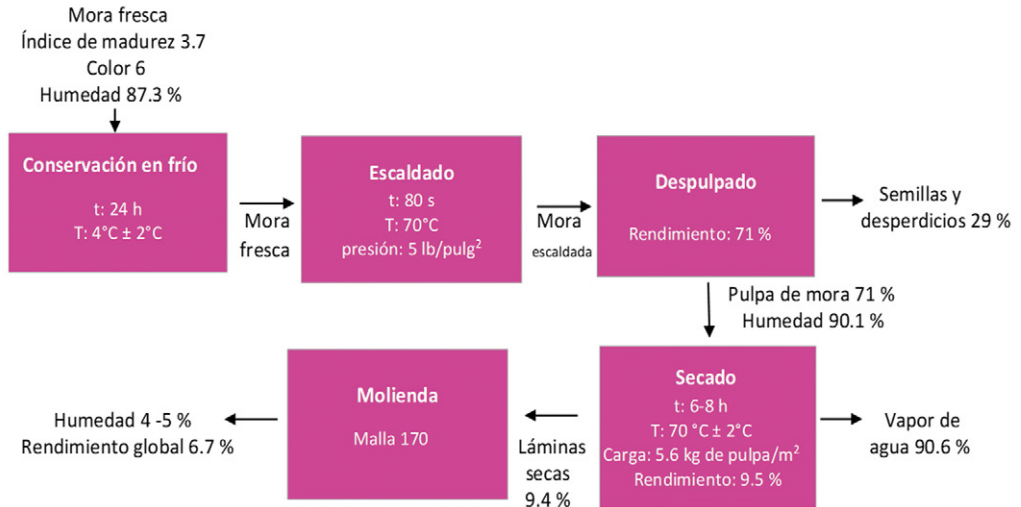 Mora fresca
Índice de madurez 3.7
Color 6
Humedad 87.3 %
Conservación en frío
t: 24 h
T: 4°C ± 2°C
Mora
fresca
Escaldado
t: 80 s
T: 70°C
presión: 5 lb/pulg²
Mora
escaldada
Despulpado
Rendimiento: 71 %
Semillas y
desperdicios 29 %
Pulpa de mora 71 %
Humedad 90.1 %
Secado
t: 6-8 h
T: 70 °C ± 2°C
Carga: 5.6 kg de pulpa/m²
Rendimiento: 9.5 %
Vapor de
agua 90.6 %
Láminas
secas
9.4 %
Molienda
Malla 170
Humedad 4 -5 %
Rendimiento global 6.7 %